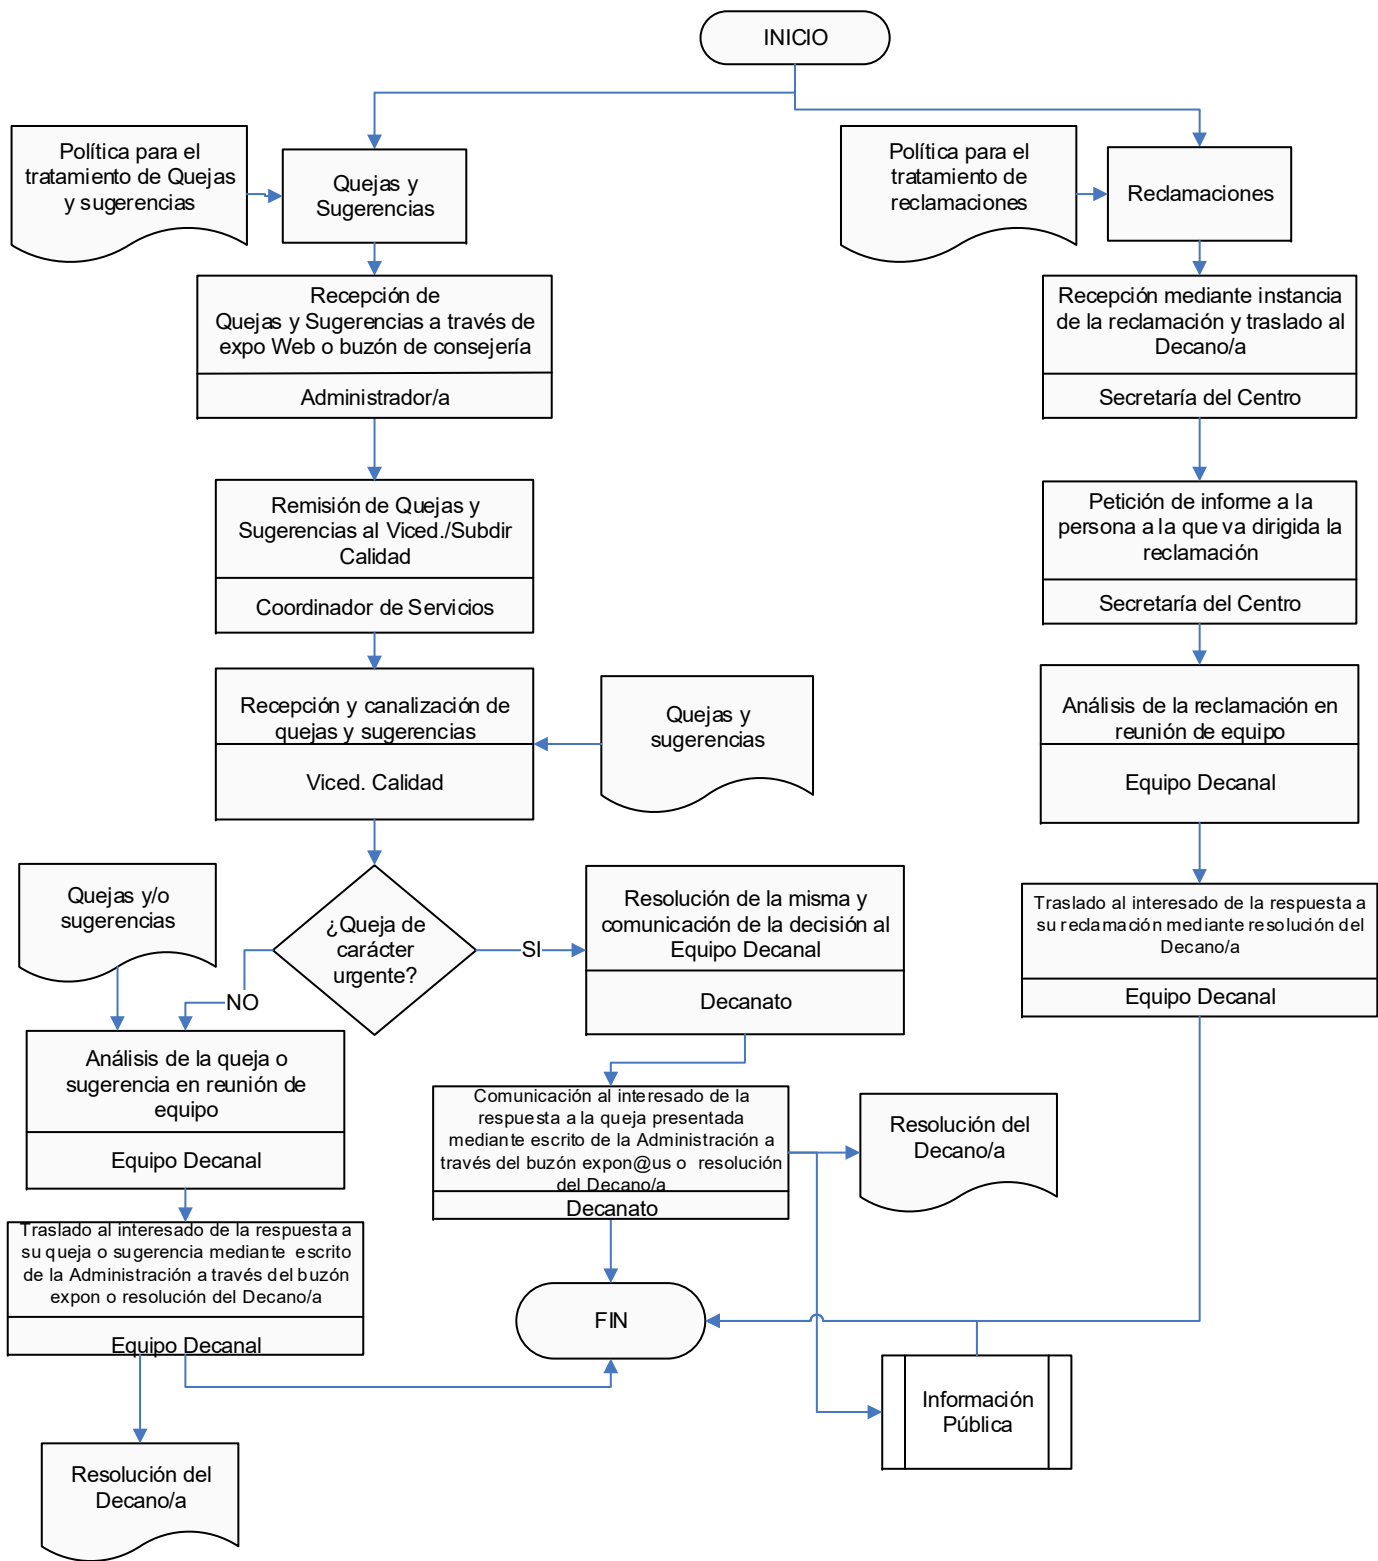 INICIO
Política para el
tratamiento de Quejas
y sugerencias
Quejas y
Sugerencias
Política para el
tratamiento de
reclamaciones
Reclamaciones
Recepción de
Quejas y Sugerencias a través de
expo Web o buzón de consejería
Administrador/a
Recepción mediante instancia
de la reclamación y traslado al
Decano/a
Secretaría del Centro
Remisión de Quejas y
Sugerencias al Viced./Subdir
Calidad
Coordinador de Servicios
Petición de informe a la
persona a la que va dirigida la
reclamación
Secretaría del Centro
Recepción y canalización de
quejas y sugerencias
Viced. Calidad
Quejas y
sugerencias
Análisis de la reclamación en
reunión de equipo
Equipo Decanal
Quejas y/o
sugerencias
¿Queja de
carácter
urgente?
SI
NO
Resolución de la misma y
comunicación de la decisión al
Equipo Decanal
Decanato
Traslado al interesado de la respuesta a
su reclamación mediante resolución del
Decano/a
Equipo Decanal
Análisis de la queja o
sugerencia en reunión de
equipo
Equipo Decanal
Comunicación al interesado de la
respuesta a la queja presentada
mediante escrito de la Administración a
través del buzón expon@us o resolución
del Decano/a
Decanato
Resolución del
Decano/a
Traslado al interesado de la respuesta a
su queja o sugerencia mediante escrito
de la Administración a través del buzón
expon o resolución del Decano/a
Equipo Decanal
FIN
Información
Pública
Resolución del
Decano/a